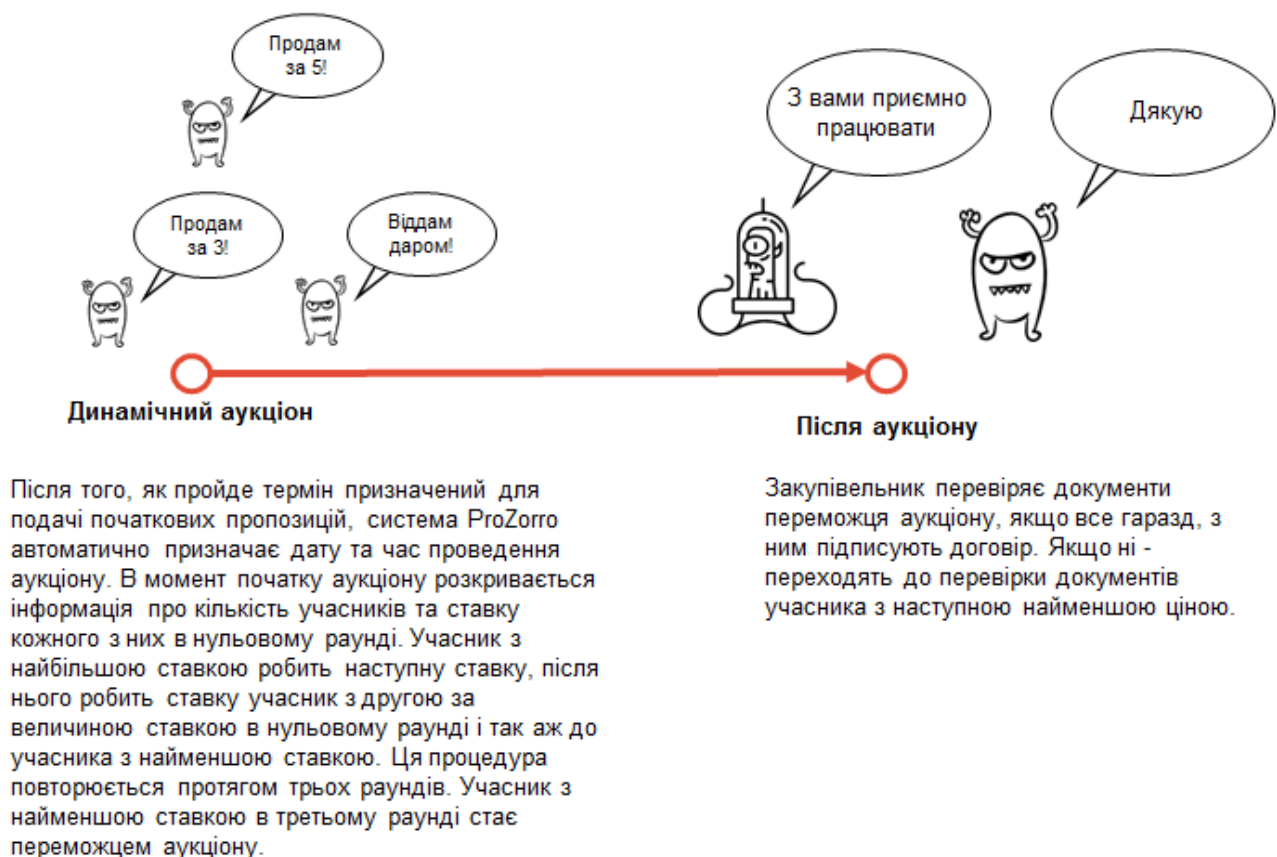 Продам
за 5!
Продам
за 3!
Віддам
даром!
З вами приємно
працювати
Дякую
Динамічний аукціон
Після аукціону
Після того, як пройде термін призначений для
подачі початкових пропозицій, система ProZorro
автоматично призначає дату та час проведення
аукціону. В момент початку аукціону розкривається
інформація про кількість учасників та ставку
кожного з них в нульовому раунді. Учасник з
найбільшою ставкою робить наступну ставку, після
нього робить ставку учасник з другою за
величиною ставкою в нульовому раунді і так аж до
учасника з найменшою ставкою. Ця процедура
повторюється протягом трьох раундів. Учасник з
найменшою ставкою в третьому раунді стає
переможцем аукціону.
Закупівельник перевіряє документи
переможця аукціону, якщо все гаразд, з
ним підписують договір. Якщо ні -
переходять до перевірки документів
учасника з наступною найменшою ціною.